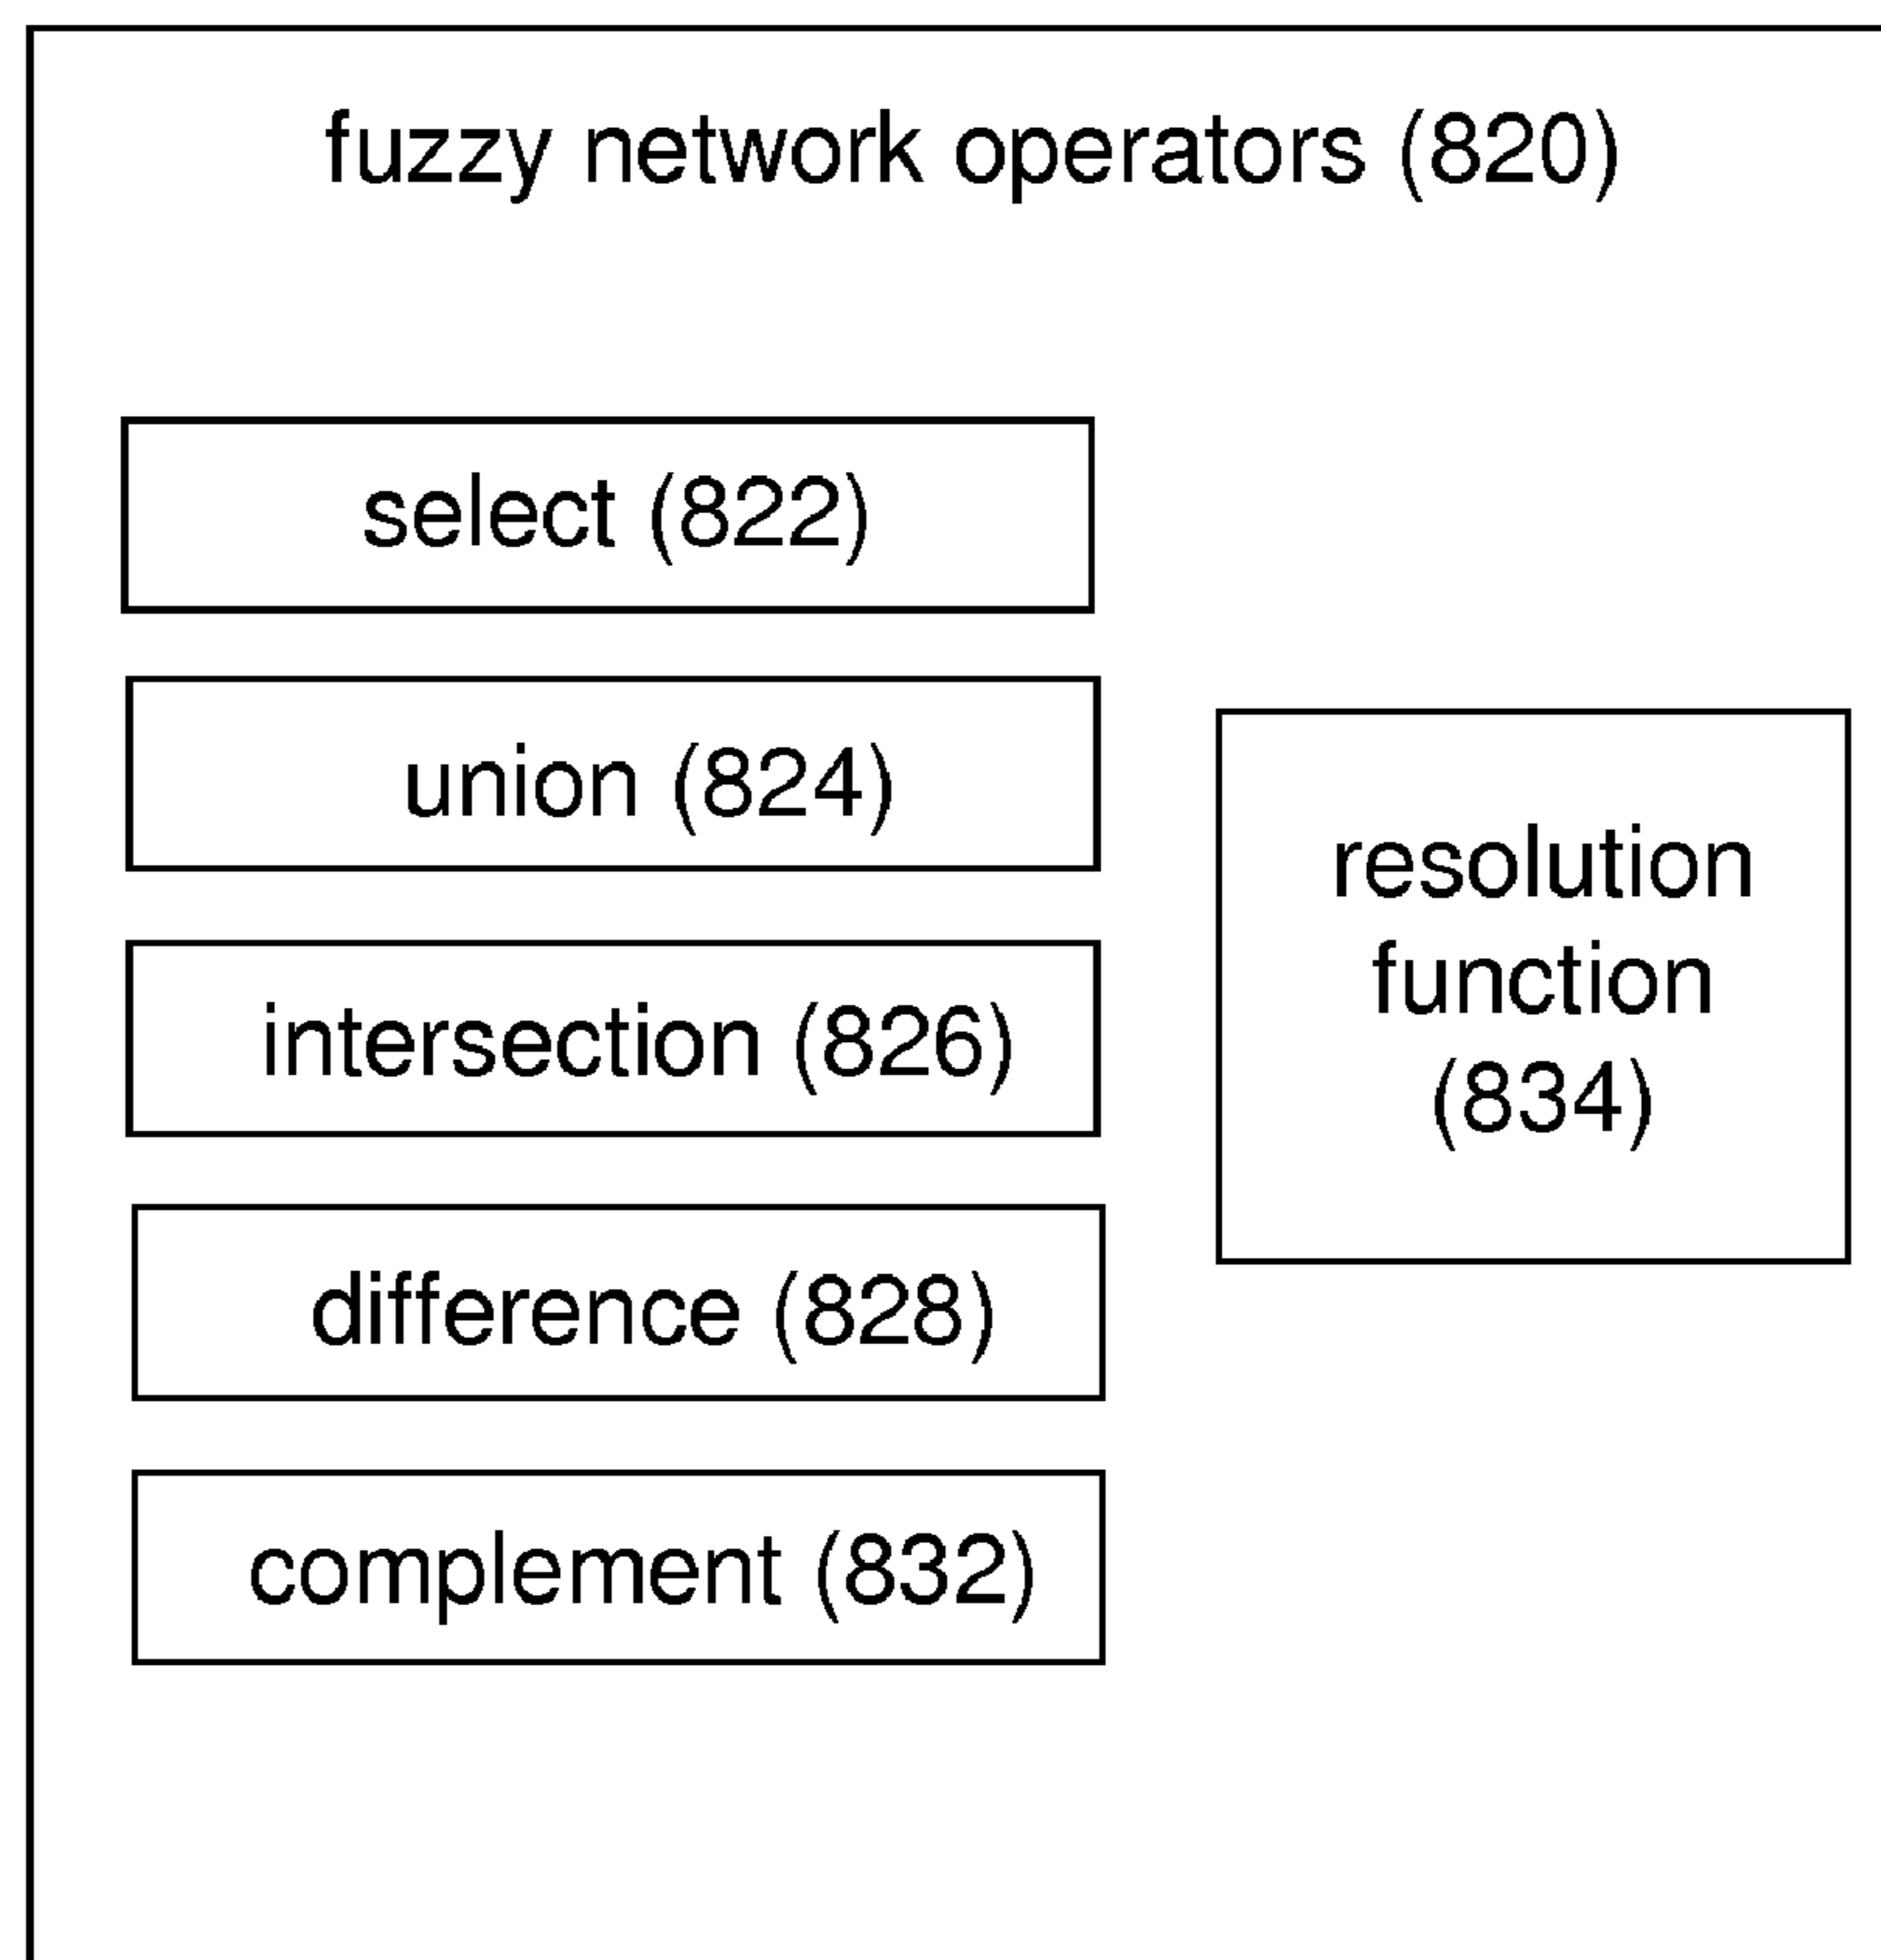 fuzzy network operators (820)
select (822)
union (824)
intersection (826)
difference (828)
complement (832)
resolution
function
(834)